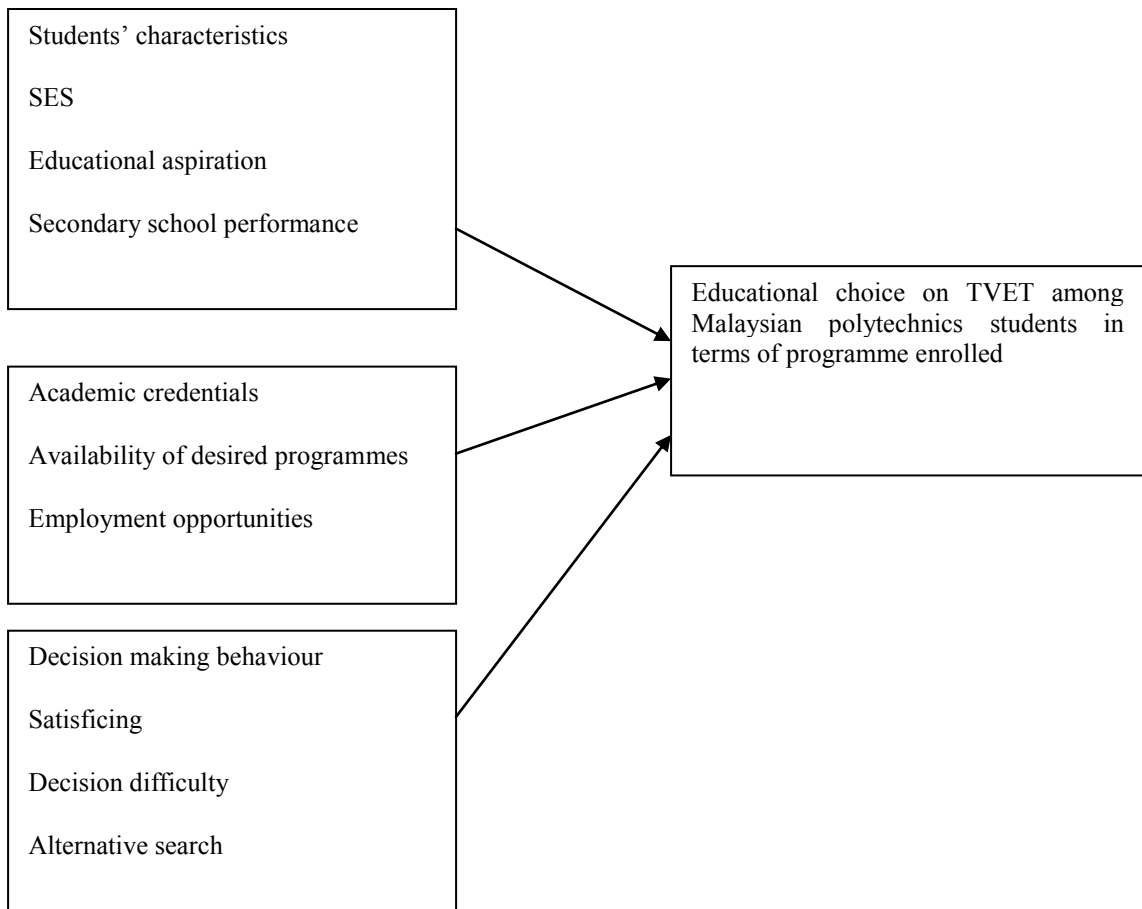 Students’ characteristics
SES
Educational aspiration
Secondary school performance
Academic credentials
Availability of desired programmes
Employment opportunities
Decision making behaviour
Satisficing
Decision difficulty
Alternative search
Educational choice on TVET among
Malaysian polytechnics students in
terms of programme enrolled